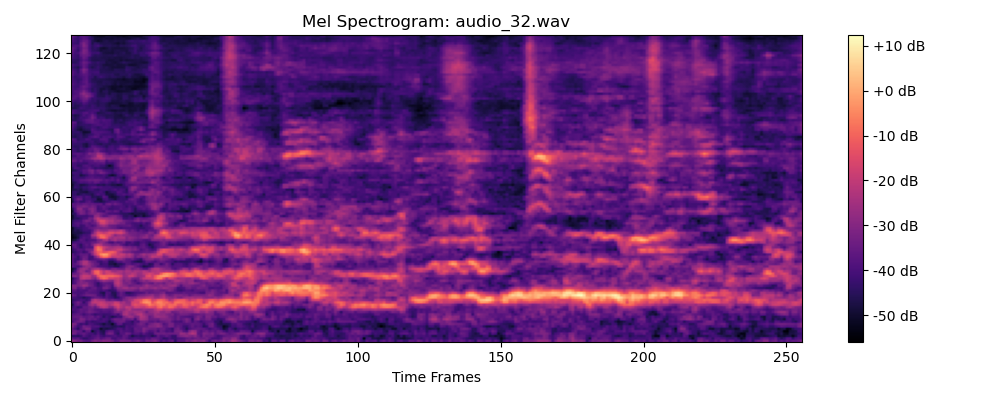 Mel Spectrogram: audio_32.wav
Mel Filter Channels
120
100
80
60
40
20
0
0 50 100 150 200 250
Time Frames
+10 dB
+0 dB
-10 dB
-20 dB
-30 dB
-40 dB
-50 dB